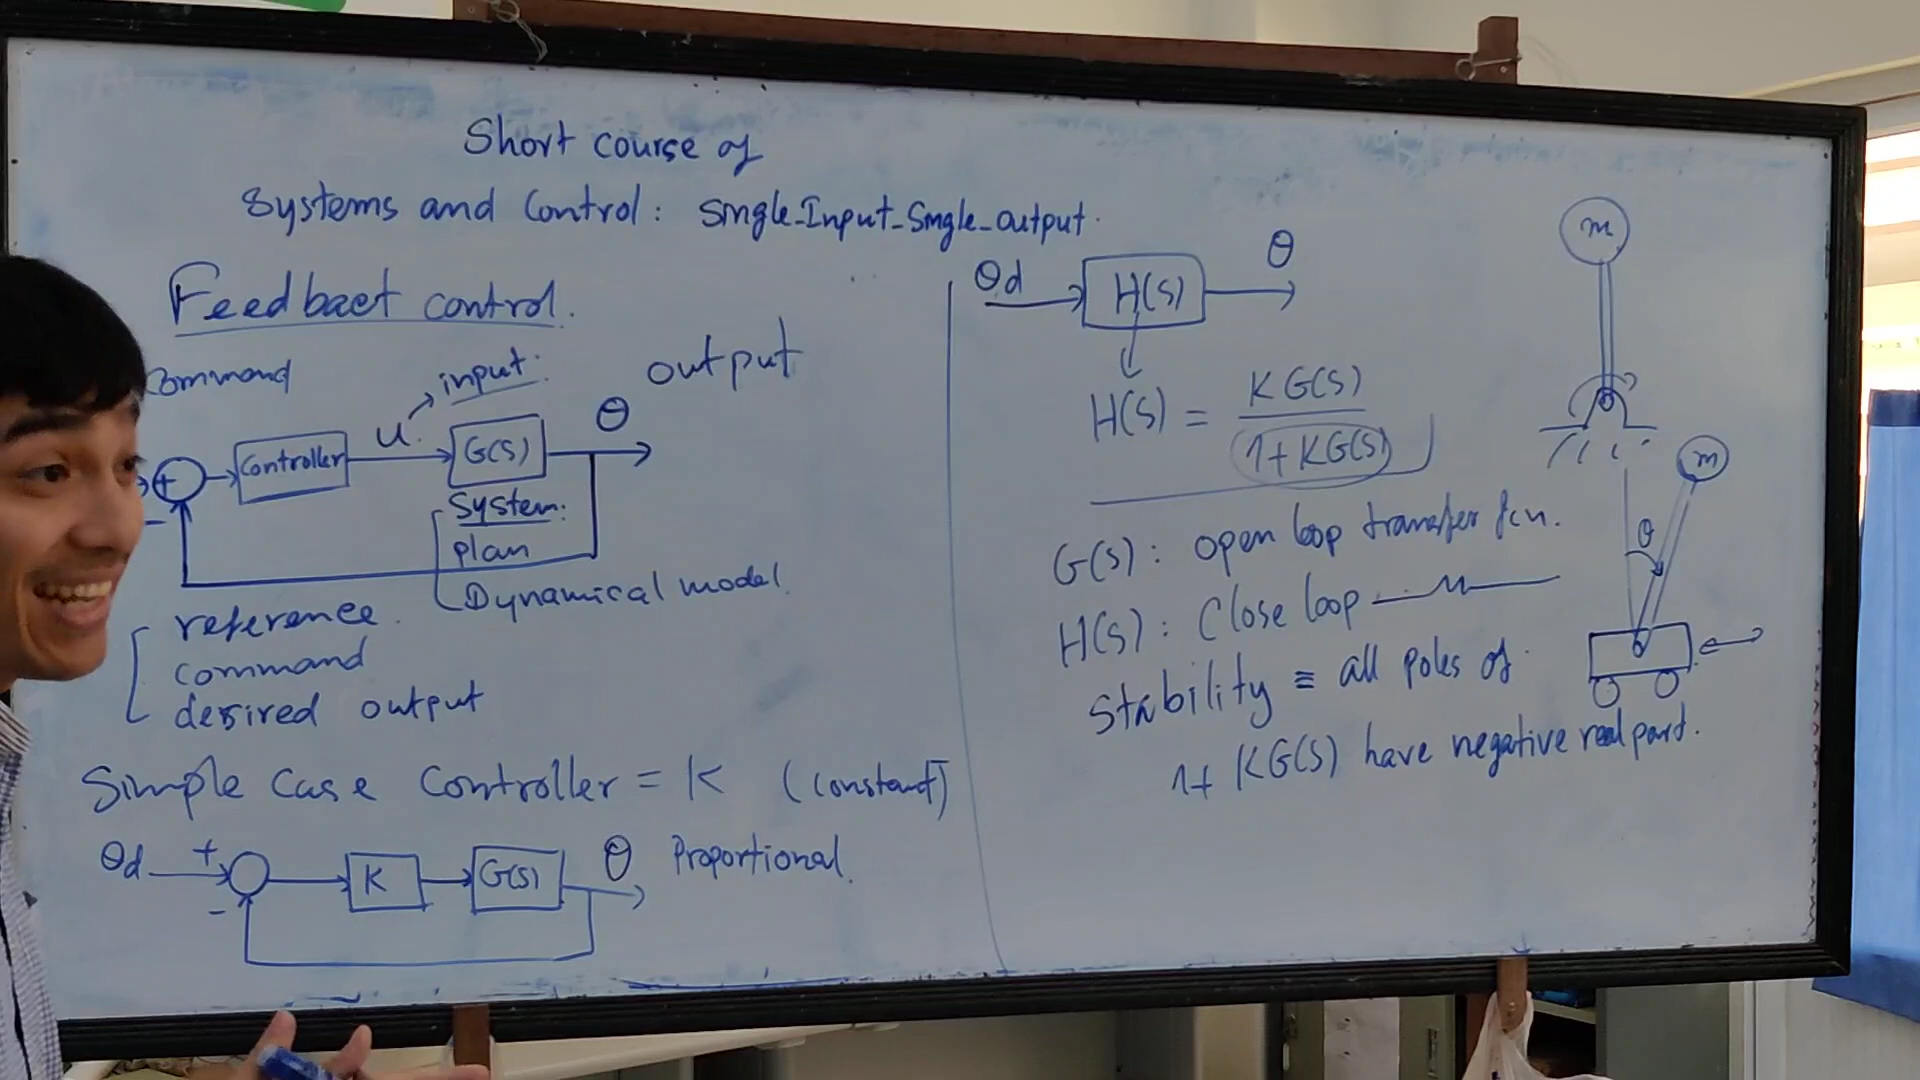 Short course of
Systems and Control: Single-Input-Single-output.
Feedback control.
Command
input.
output
u.
θ
+
Controller
G(s)
-
System:
plan
Dynamical model.
reference.
command
desired output
Simple case Controller = K (constant)
θd
+
-
K
G(s)
θ
Proportional.
θd
H(s)
θ
H(s) = KG(s)
1+KG(s)
G(s): open loop transfer fcn.
H(s): Close loop
Stability ≡ all poles of
1+ KG(s) have negative real part.
m
m
θ